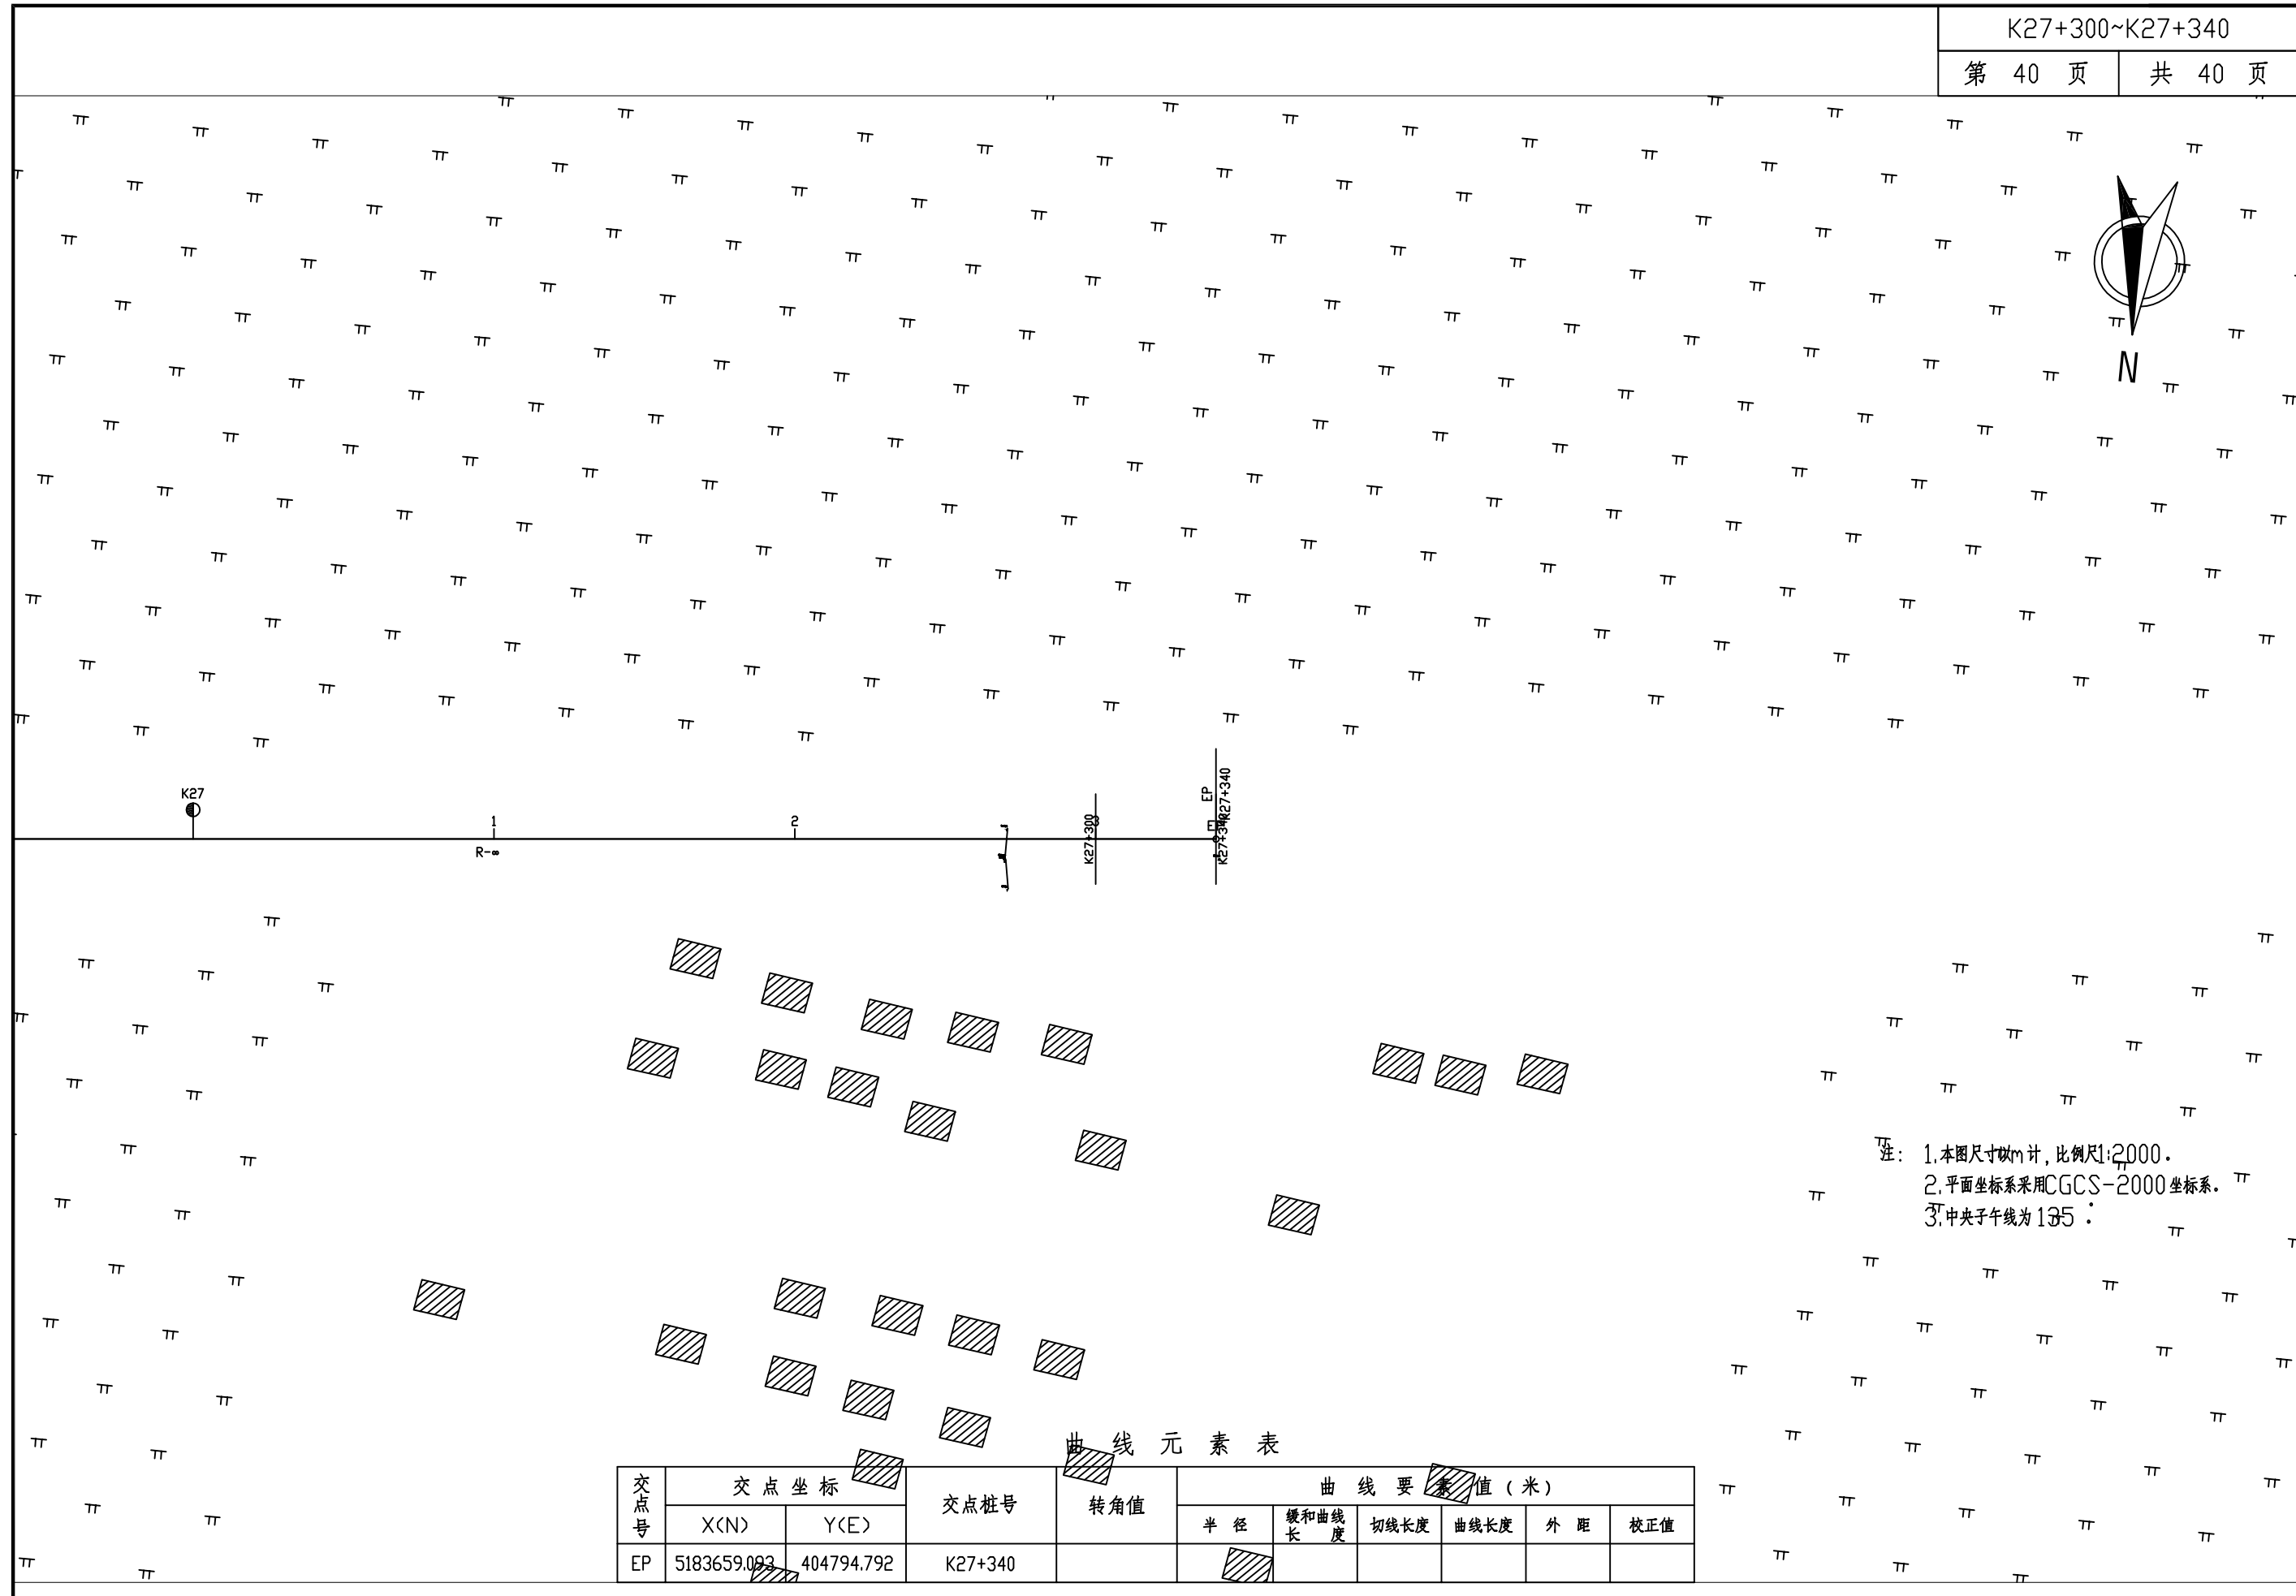 K27+300~K27+340
第 40 页 共 40 页
N
K27
1
2
3
R-∞
K27+300
EP
K27+340
EP
K27+340
注: 1.本图尺寸以m计,比例尺1:2000.
2.平面坐标系采用CGCS-2000坐标系.
3.中央子午线为135°.
曲 线 元 素 表
交点号 交点坐标 交点桩号 转角值 曲 线 要 素 值(米)
X(N) Y(E) 半 径 缓和曲线长 度 切线长度 曲线长度 外 距 校正值
EP 5183659.093 404794.792 K27+340